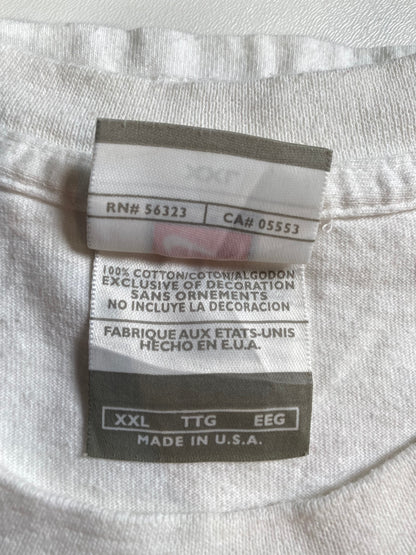 XXL
RN# 56323 CA# 05553
100% COTTON/COTON/ALGODON
EXCLUSIVE OF DECORATION
SANS ORNEMENTS
NO INCLUYE LA DECORACION
FABRIQUE AUX ETATS-UNIS
HECHO EN E.U.A.
XXL TTG EEG
MADE IN U.S.A.